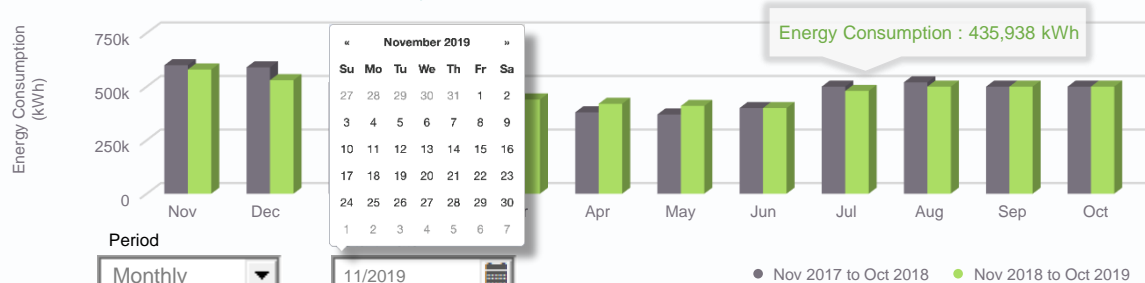 Energy Consumption
(kWh)
750k
500k
250k
0
Energy Consumption : 435,938 kWh
« November 2019 »
Su Mo Tu We Th Fr Sa
27 28 29 30 31 1 2
3 4 5 6 7 8 9
10 11 12 13 14 15 16
17 18 19 20 21 22 23
24 25 26 27 28 29 30
1 2 3 4 5 6 7
Nov Dec Apr May Jun Jul Aug Sep Oct
Period
Monthly
11/2019
Nov 2017 to Oct 2018
Nov 2018 to Oct 2019